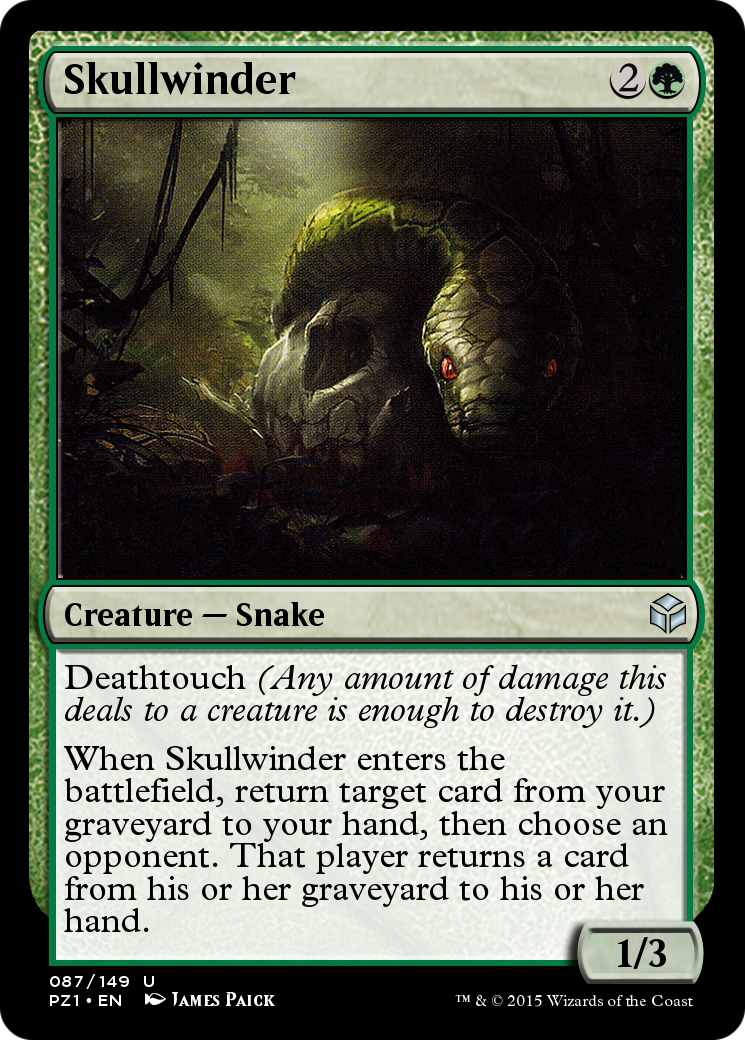 Skullwinder 2
Creature — Snake
Deathtouch (Any amount of damage this
deals to a creature is enough to destroy it.)
When Skullwinder enters the
battlefield, return target card from your
graveyard to your hand, then choose an
opponent. That player returns a card
from his or her graveyard to his or her
hand.
1/3
087/149 U
PZ1 • EN James Paick
™ & © 2015 Wizards of the Coast